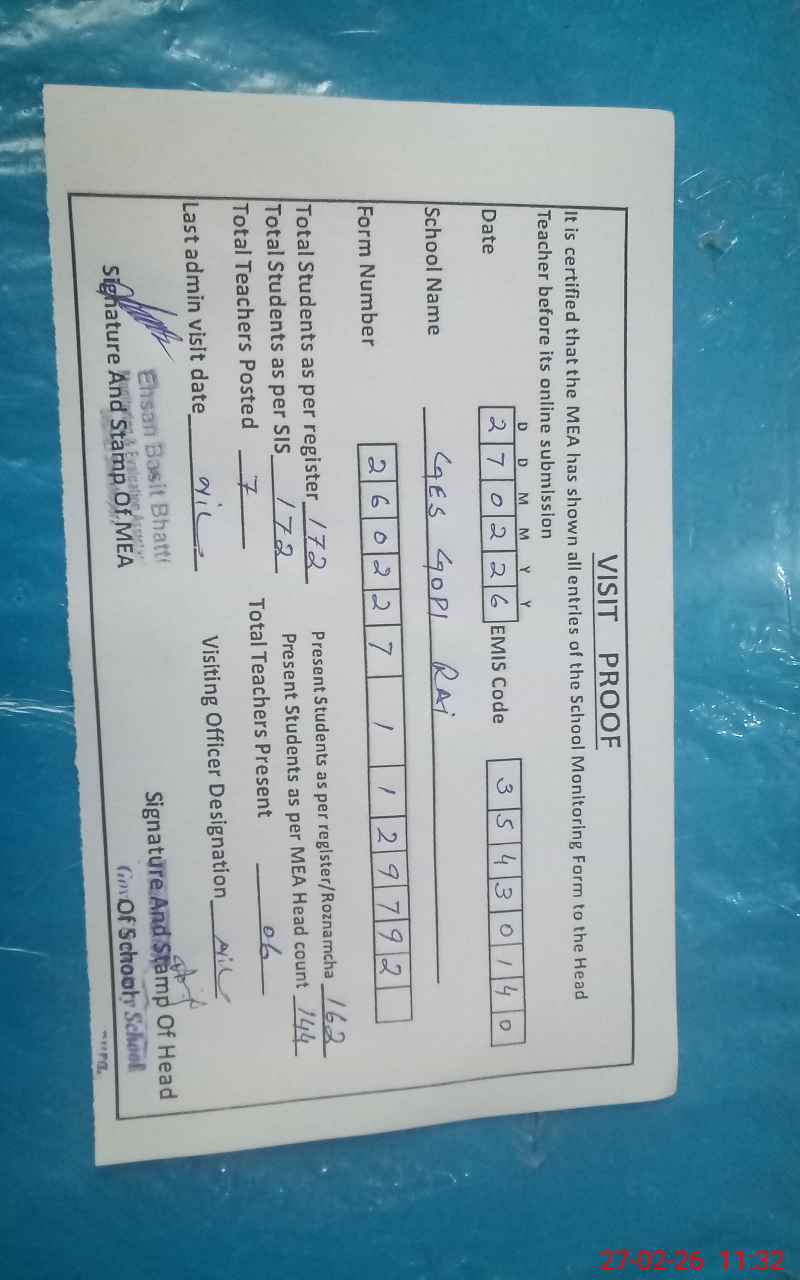 VISIT PROOF
It is certified that the MEA has shown all entries of the School Monitoring Form to the Head
Teacher before its online submission
D D M M Y Y
Date 2 7 0 2 2 6 EMIS Code 3 5 4 3 0 1 4 0
School Name GGES GOPI RAI
Form Number 2 6 0 2 2 7 1 1 2 9 7 9 2
Total Students as per register 172 Present Students as per register/Roznamcha 162
Total Students as per SIS 172 Present Students as per MEA Head count 144
Total Teachers Posted 7 Total Teachers Present 06
Last admin visit date Nil Visiting Officer Designation Nil
Ehsan Basit Bhatti
Monitoring & Evaluation Assistant
Signature And Stamp Of MEA
Signature And Stamp Of Head
Of School
School
27-02-26 11:32